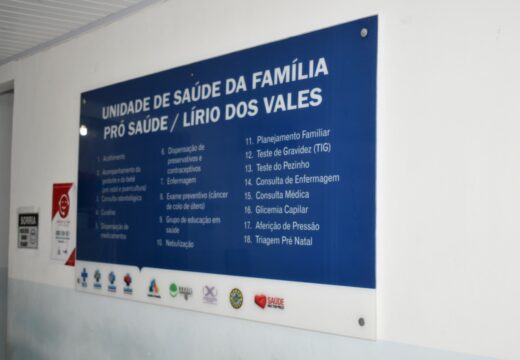 UNIDADE DE SAÚDE DA FAMÍLIA
PRÓ SAÚDE / LÍRIO DOS VALES
1. Acolhimento
2. Acompanhamento da
gestante e do bebê
(pré natal e puericultura)
3. Consulta odontológica
4. Curativo
5. Dispensação de
medicamentos
6. Dispensação de
preservativos e
contraceptivos
7. Enfermagem
8. Exame preventivo (câncer
de colo de útero)
9. Grupo de educação em
saúde
10. Nebulização
11. Planejamento Familiar
12. Teste de Gravidez (TIG)
13. Teste do Pezinho
14. Consulta de Enfermagem
15. Consulta Médica
16. Glicemia Capilar
17. Aferição de Pressão
18. Triagem Pré Natal
SORRIA
SAÚDE